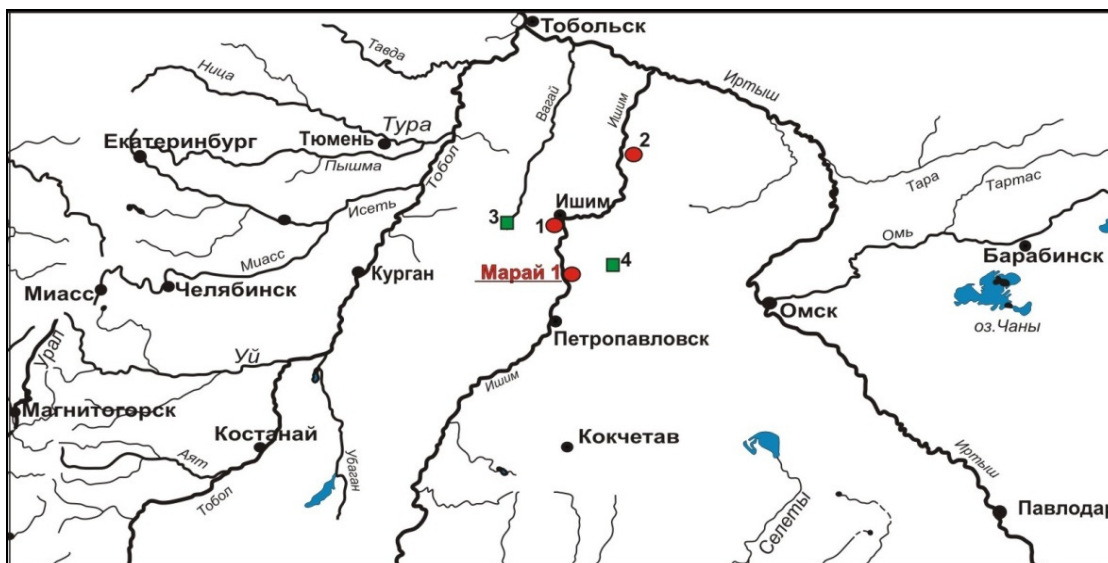 Тобольск
Тавда
Ница
Иртыш
Вагай
Ишим
Тура
Екатеринбург
Тюмень
2
Пышма
Тобол
Тара
Тартас
Исеть
Ишим
3
1
Омь
Миасс
Барабинск
4
Курган
Марай 1
Миасс
Челябинск
Омск
оз.Чаны
Урал
Петропавловск
Уй
Ишим
Магнитогорск
Костанай
Кокчетав
Аят
Убаган
Иртыш
Тобол
Селеты
Павлодар